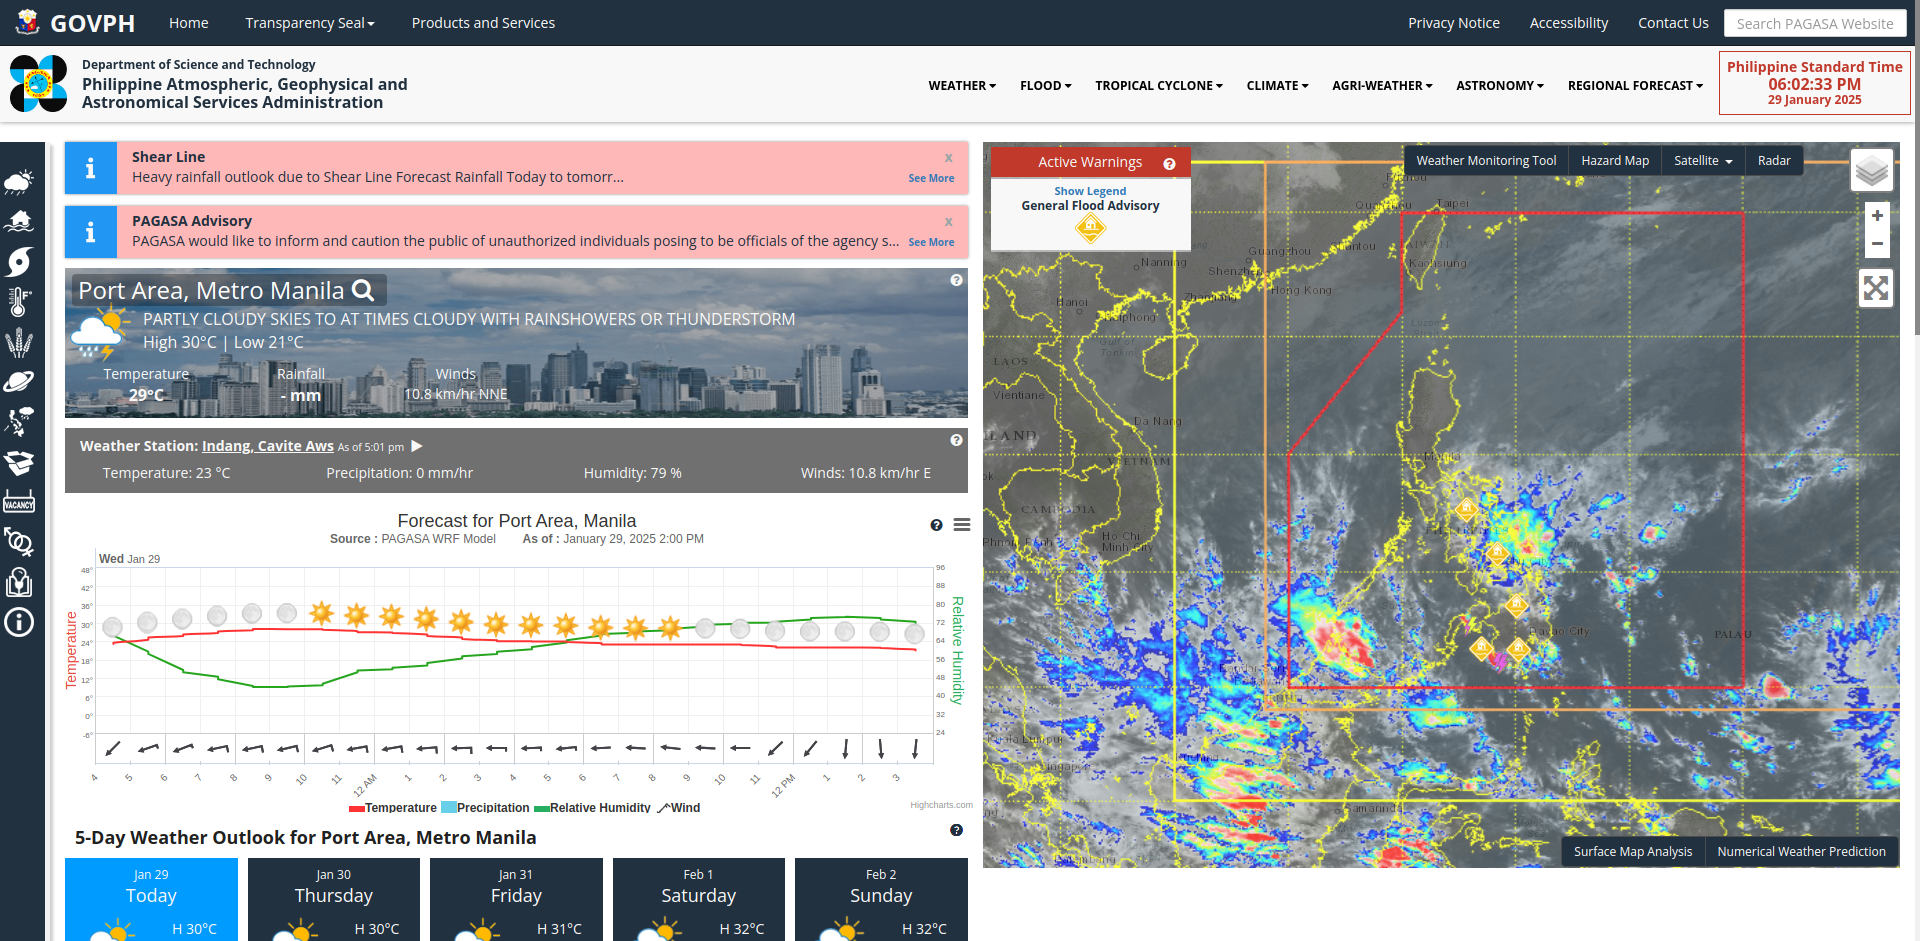 GOVPH
Home
Transparency Seal
Products and Services
Privacy Notice
Accessibility
Contact Us
Search PAGASA Website
Department of Science and Technology
Philippine Atmospheric, Geophysical and
Astronomical Services Administration
WEATHER
FLOOD
TROPICAL CYCLONE
CLIMATE
AGRI-WEATHER
ASTRONOMY
REGIONAL FORECAST
Philippine Standard Time
06:02:33 PM
29 January 2025
VACANCY
Shear Line
x
Heavy rainfall outlook due to Shear Line Forecast Rainfall Today to tomorr...
See More
PAGASA Advisory
x
PAGASA would like to inform and caution the public of unauthorized individuals posing to be officials of the agency s...
See More
Port Area, Metro Manila
PARTLY CLOUDY SKIES TO AT TIMES CLOUDY WITH RAINSHOWERS OR THUNDERSTORM
High 30°C | Low 21°C
Temperature
Rainfall
Winds
29°C
- mm
10.8 km/hr NNE
Weather Station: Indang, Cavite Aws As of 5:01 pm
Temperature: 23 °C
Precipitation: 0 mm/hr
Humidity: 79 %
Winds: 10.8 km/hr E
Forecast for Port Area, Manila
Source : PAGASA WRF Model As of : January 29, 2025 2:00 PM
Wed Jan 29
Temperature
48°
42°
36°
30°
24°
18°
12°
6°
0°
-6°
96
88
80
72
64
56
48
40
32
24
Relative Humidity
4 5 6 7 8 9 10 11 12 AM 1 2 3 4 5 6 7 8 9 10 11 12 PM 1 2 3
Temperature Precipitation Relative Humidity Wind
Highcharts.com
5-Day Weather Outlook for Port Area, Metro Manila
Jan 29
Today
H 30°C
Jan 30
Thursday
H 30°C
Jan 31
Friday
H 31°C
Feb 1
Saturday
H 32°C
Feb 2
Sunday
H 32°C
Active Warnings
Show Legend
General Flood Advisory
Weather Monitoring Tool
Hazard Map
Satellite
Radar
+
−
Taipei
Guangzhou
Nanning
Shenzhen
Kaohsiung
Hong Kong
Hanoi
Gulf of
Tonkin
LAOS
Vientiane
Da Nang
VIETNAM
Manila
CAMBODIA
Ho Chi
Minh City
Davao City
PALAU
Kuala Lumpur
Singapore
Samarinda
Surface Map Analysis
Numerical Weather Prediction